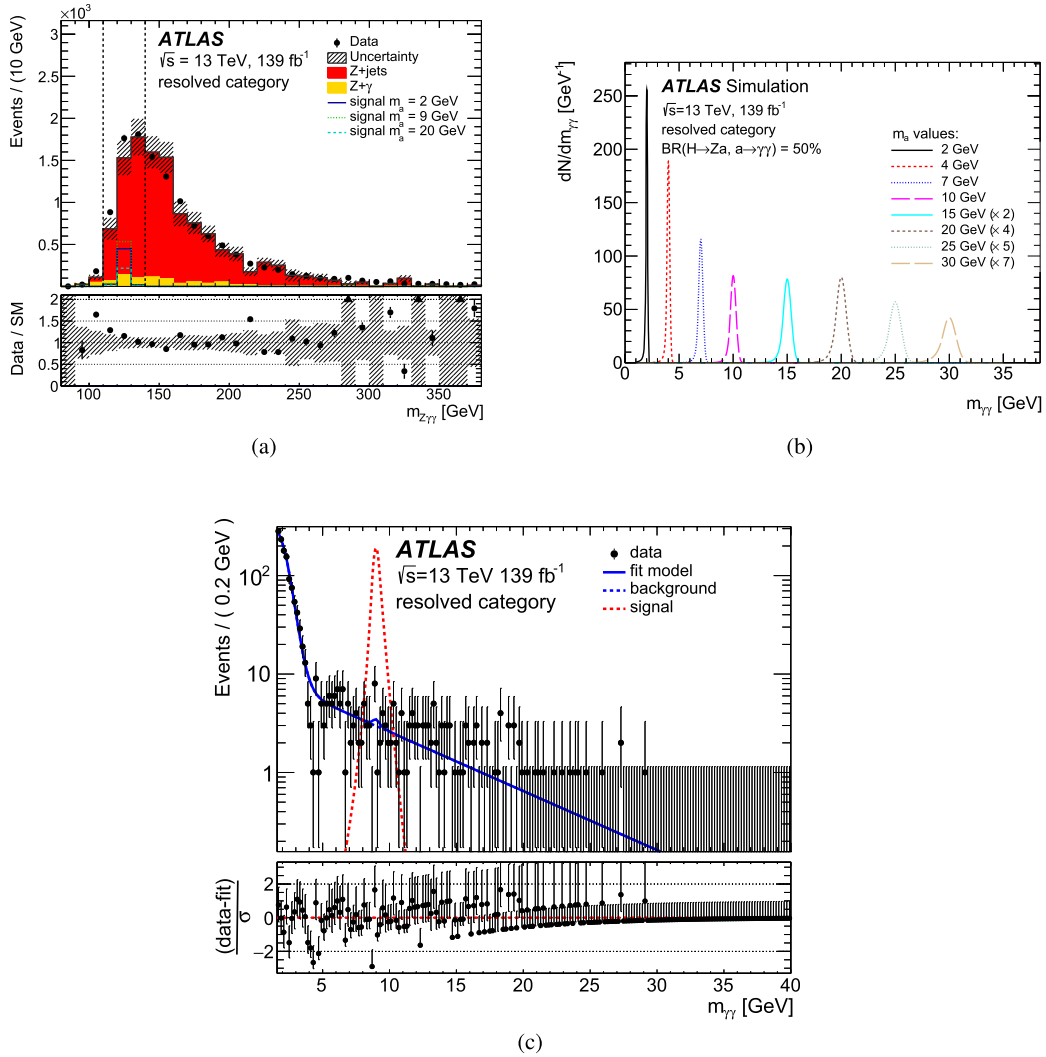 ×10³
Events / (10 GeV)
3
2.5
2
1.5
1
0.5
ATLAS
√s = 13 TeV, 139 fb⁻¹
resolved category
Data
Uncertainty
Z+jets
Z+γ
signal mₐ = 2 GeV
signal mₐ = 9 GeV
signal mₐ = 20 GeV
Data / SM
2
1.5
1
0.5
0
100 150 200 250 300 350
m_Zγγ [GeV]
(a)
dN/dm_γγ [GeV⁻¹]
250
200
150
100
50
0
ATLAS Simulation
√s=13 TeV, 139 fb⁻¹
resolved category
BR(H→Za, a→γγ) = 50%
mₐ values:
2 GeV
4 GeV
7 GeV
10 GeV
15 GeV (× 2)
20 GeV (×4)
25 GeV (×5)
30 GeV (×7)
0 5 10 15 20 25 30 35
m_γγ [GeV]
(b)
Events / ( 0.2 GeV )
10²
10
1
ATLAS
√s=13 TeV 139 fb⁻¹
resolved category
data
fit model
background
signal
(data-fit)
σ
2
0
−2
5 10 15 20 25 30 35 40
m_γγ [GeV]
(c)